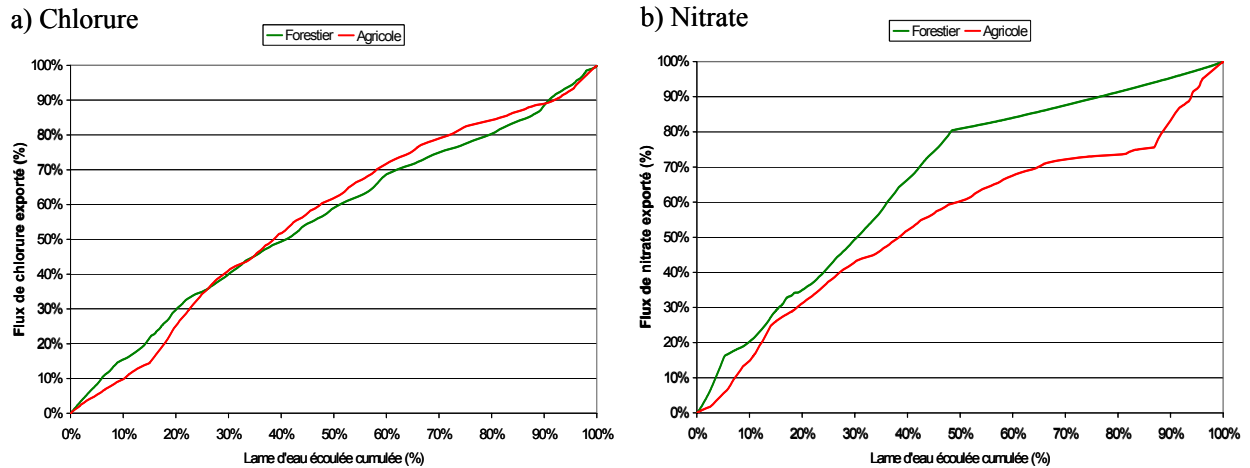 a) Chlorure
Forestier Agricole
Flux de chlorure exporté (%)
100%
90%
80%
70%
60%
50%
40%
30%
20%
10%
0%
0% 10% 20% 30% 40% 50% 60% 70% 80% 90% 100%
Lame d'eau écoulée cumulée (%)
b) Nitrate
Forestier Agricole
Flux de nitrate exporté (%)
100%
90%
80%
70%
60%
50%
40%
30%
20%
10%
0%
0% 10% 20% 30% 40% 50% 60% 70% 80% 90% 100%
Lame d'eau écoulée cumulée (%)